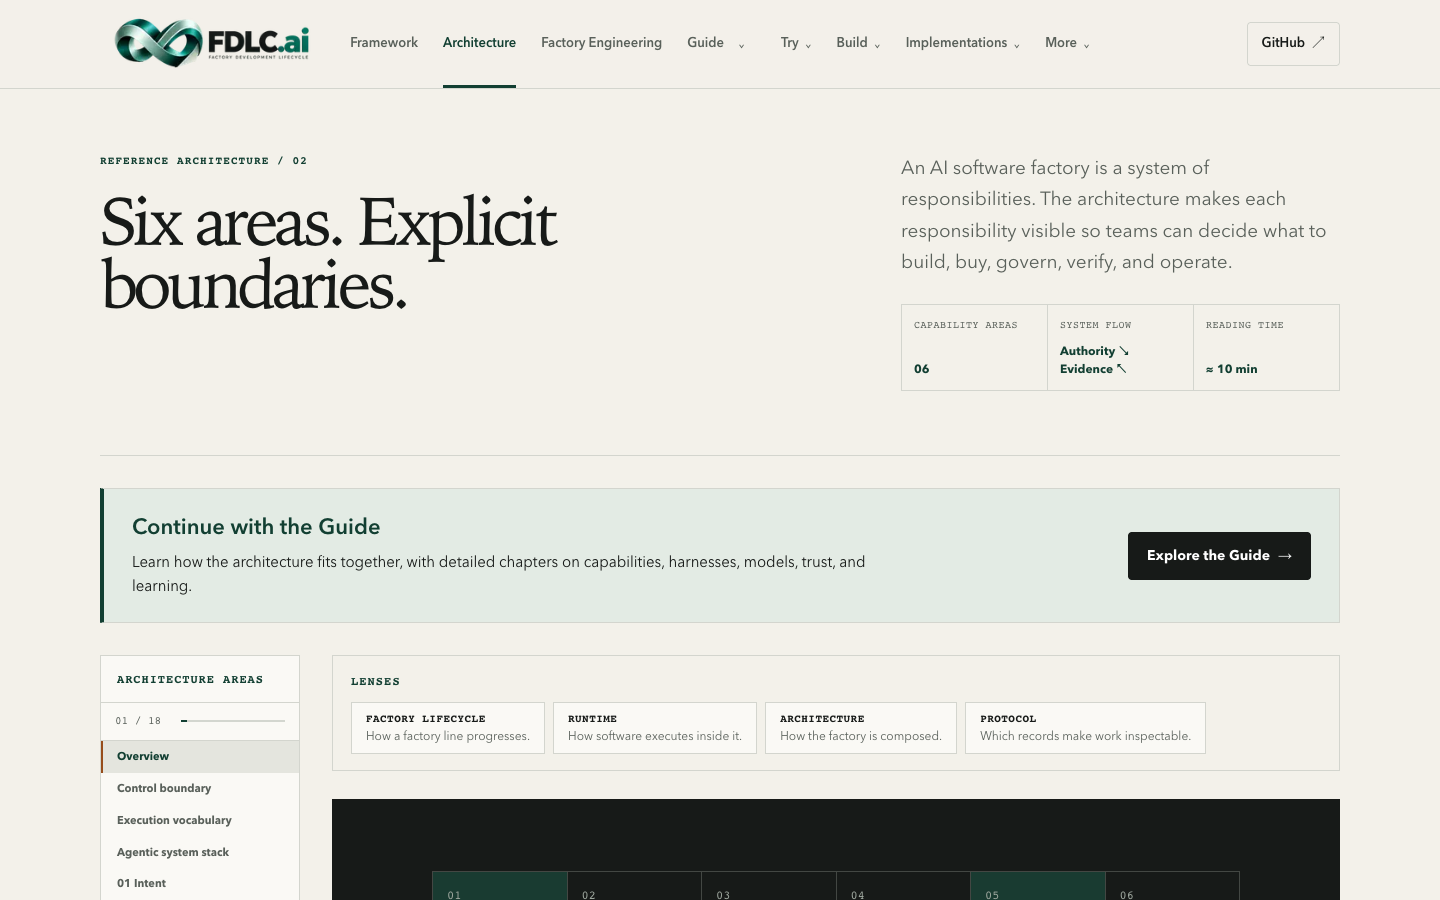 FDLC.ai
FACTORY DEVELOPMENT LIFECYCLE
Framework
Architecture
Factory Engineering
Guide
Try
Build
Implementations
More
GitHub ↗
REFERENCE ARCHITECTURE / 02
Six areas. Explicit
boundaries.
An AI software factory is a system of
responsibilities. The architecture makes each
responsibility visible so teams can decide what to
build, buy, govern, verify, and operate.
CAPABILITY AREAS
06
SYSTEM FLOW
Authority ↘
Evidence ↖
READING TIME
≈ 10 min
Continue with the Guide
Learn how the architecture fits together, with detailed chapters on capabilities, harnesses, models, trust, and
learning.
Explore the Guide →
ARCHITECTURE AREAS
01 / 18
Overview
Control boundary
Execution vocabulary
Agentic system stack
01 Intent
LENSES
FACTORY LIFECYCLE
How a factory line progresses.
RUNTIME
How software executes inside it.
ARCHITECTURE
How the factory is composed.
PROTOCOL
Which records make work inspectable.
01
02
03
04
05
06